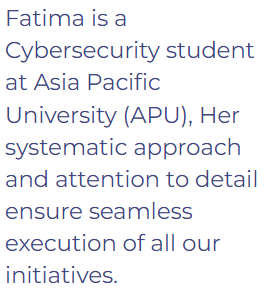 Fatima is a
Cybersecurity student
at Asia Pacific
University (APU), Her
systematic approach
and attention to detail
ensure seamless
execution of all our
initiatives.